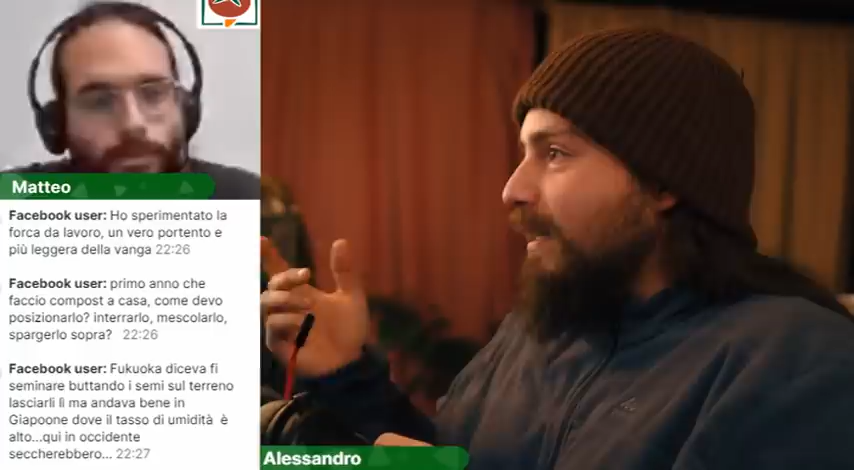 Matteo
Facebook user: Ho sperimentato la
forca da lavoro, un vero portento e
più leggera della vanga 22:26
Facebook user: primo anno che
faccio compost a casa, come devo
posizionarlo? interrarlo, mescolarlo,
spargerlo sopra? 22:26
Facebook user: Fukuoka diceva fi
seminare buttando i semi sul terreno
lasciarli lì ma andava bene in
Giapoone dove il tasso di umidità è
alto...qui in occidente
seccherebbero... 22:27
Alessandro